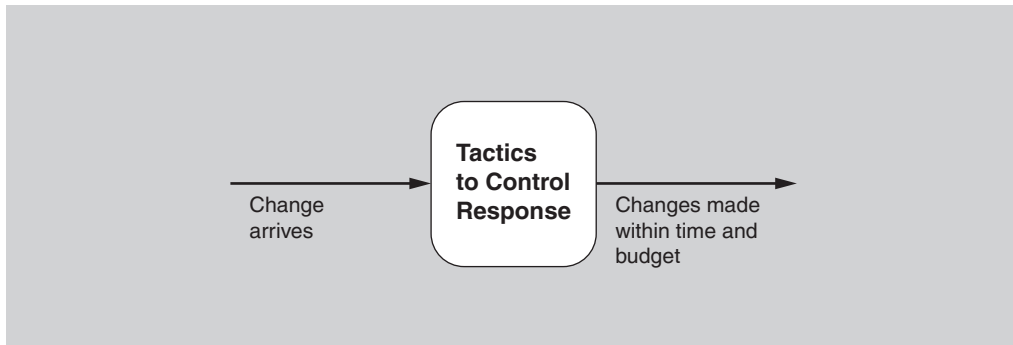 Change
arrives
Tactics
to Control
Response
Changes made
within time and
budget